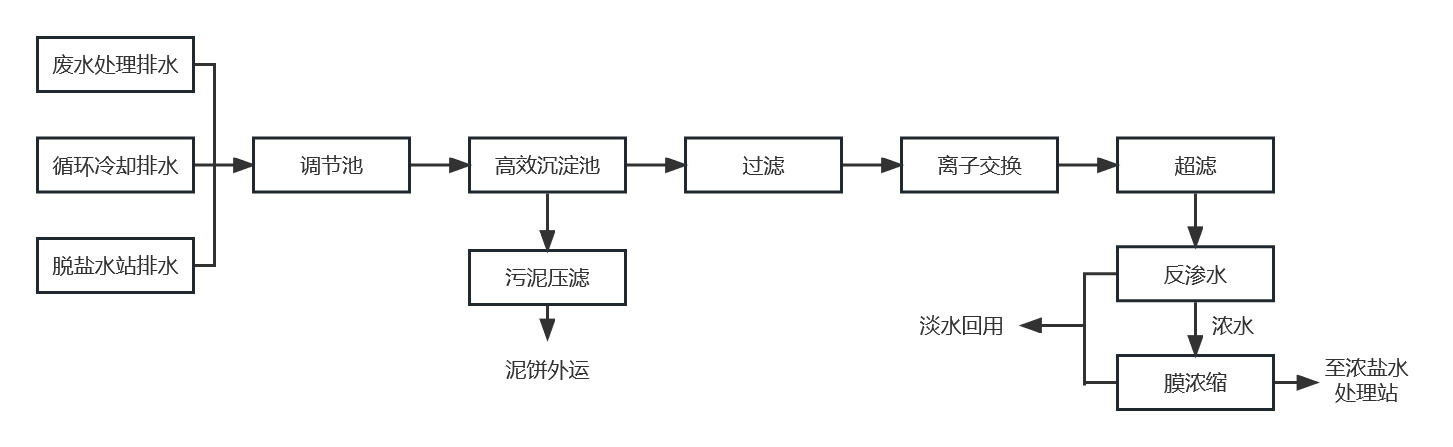 废水处理排水
循环冷却排水
脱盐水站排水
调节池
高效沉淀池
过滤
离子交换
超滤
污泥压滤
泥饼外运
反渗水
浓水
淡水回用
膜浓缩
至浓盐水
处理站